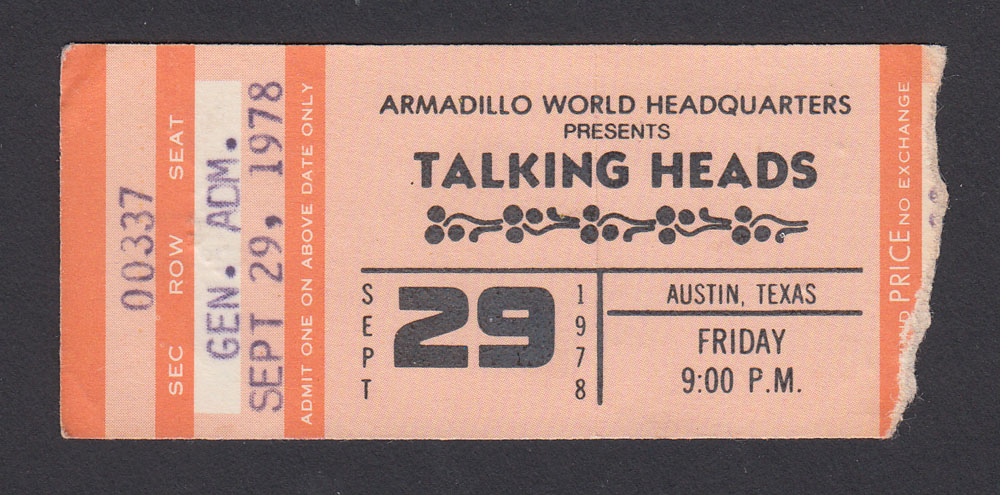 00337
SEC ROW SEAT
GEN. ADM.
SEPT 29, 1978
ADMIT ONE ON ABOVE DATE ONLY
ARMADILLO WORLD HEADQUARTERS
PRESENTS
TALKING HEADS
SEPT
29
1978
AUSTIN, TEXAS
FRIDAY
9:00 P.M.
PRICE NO EXCHANGE